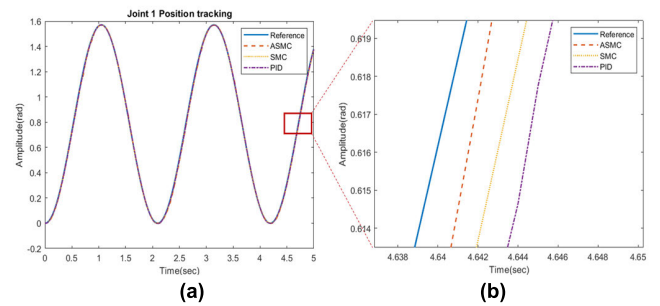 Joint 1 Position tracking
Amplitude(rad)
1.6
1.4
1.2
1
0.8
0.6
0.4
0.2
0
-0.2
0 0.5 1 1.5 2 2.5 3 3.5 4 4.5 5
Time(sec)
Reference
ASMC
SMC
PID
(a)
Amplitude(rad)
0.619
0.618
0.617
0.616
0.615
0.614
4.638 4.64 4.642 4.644 4.646 4.648 4.65
Time(sec)
Reference
ASMC
SMC
PID
(b)